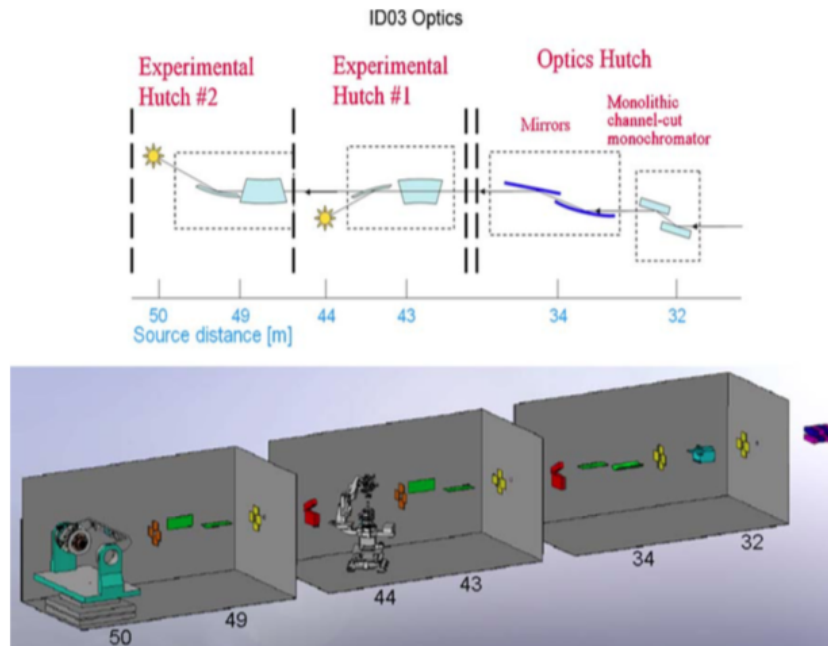 ID03 Optics
Experimental
Hutch #2
Experimental
Hutch #1
Optics Hutch
Mirrors
Monolithic
channel-cut
monochromator
50
49
44
43
34
32
Source distance [m]
50
49
44
43
34
32